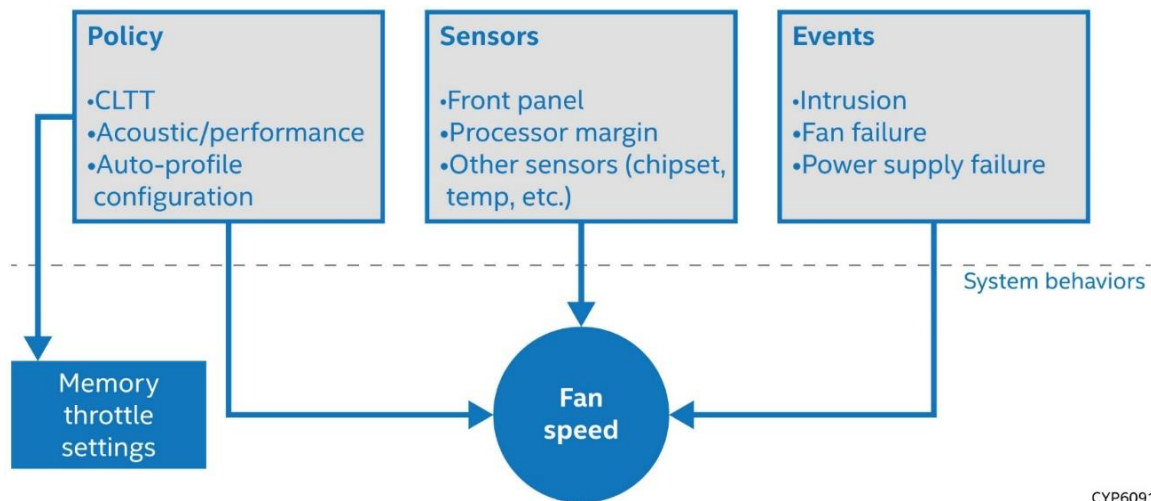 Policy
•CLTT
•Acoustic/performance
•Auto-profile
configuration
Sensors
•Front panel
•Processor margin
•Other sensors (chipset,
temp, etc.)
Events
•Intrusion
•Fan failure
•Power supply failure
System behaviors
Memory
throttle
settings
Fan
speed
CYP6091